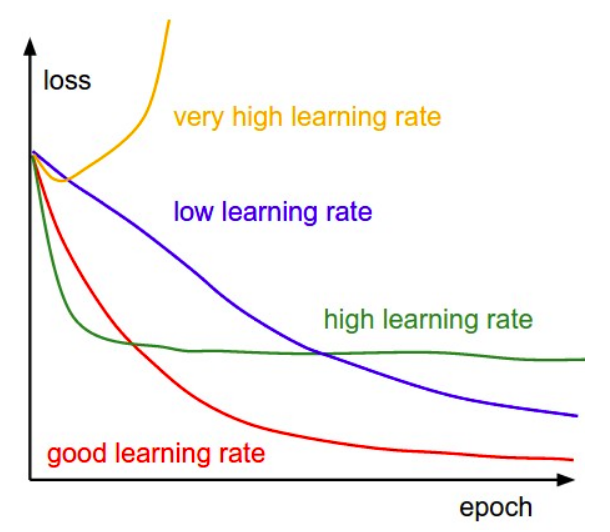 loss
very high learning rate
low learning rate
high learning rate
good learning rate
epoch